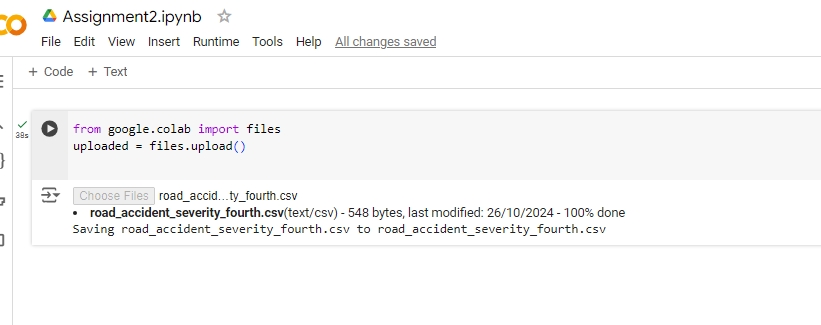 Assignment2.ipynb
File Edit View Insert Runtime Tools Help All changes saved
+ Code + Text
38s
from google.colab import files
uploaded = files.upload()
Choose Files road_accid...ty_fourth.csv
• road_accident_severity_fourth.csv(text/csv) - 548 bytes, last modified: 26/10/2024 - 100% done
Saving road_accident_severity_fourth.csv to road_accident_severity_fourth.csv